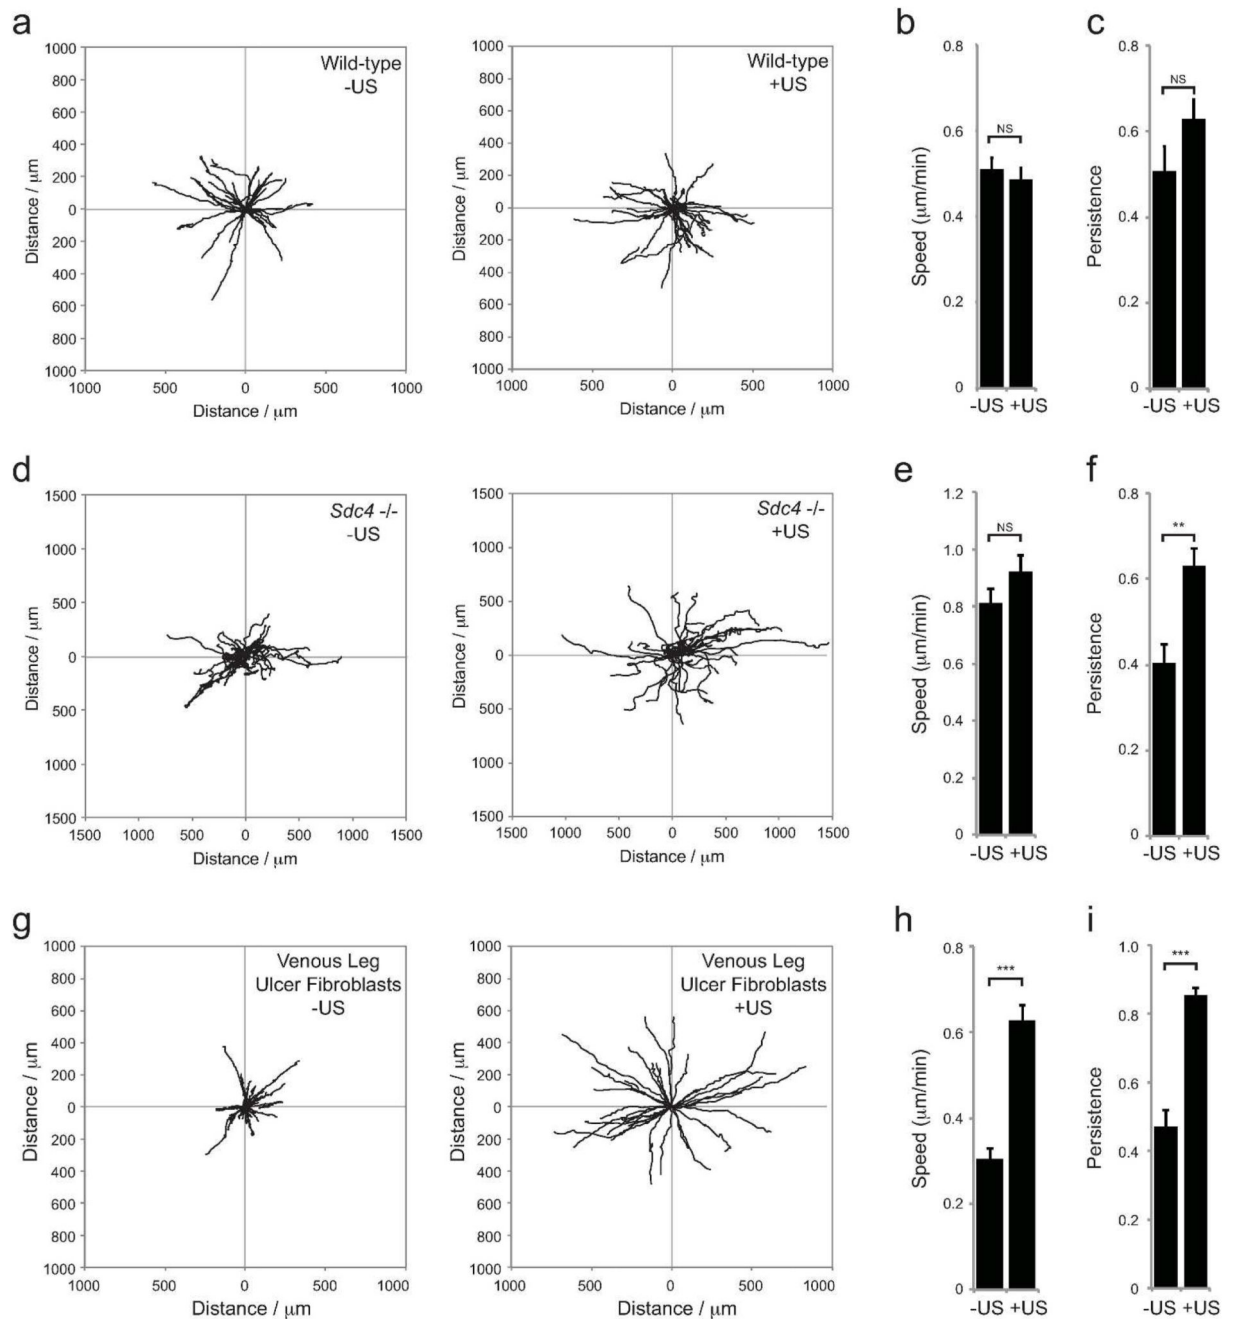 a
Wild-type
-US
1000
800
600
400
200
0
200
400
600
800
1000
Distance / μm
1000 500 0 500 1000
Distance / μm
Wild-type
+US
1000
800
600
400
200
0
200
400
600
800
1000
Distance / μm
1000 500 0 500 1000
Distance / μm
b
0.8
0.6
0.4
0.2
0
Speed (μm/min)
NS
-US +US
c
0.8
0.6
0.4
0.2
0
Persistence
NS
-US +US
d
Sdc4 -/-
-US
1500
1000
500
0
500
1000
1500
Distance / μm
1500 1000 500 0 500 1000 1500
Distance / μm
Sdc4 -/-
+US
1500
1000
500
0
500
1000
1500
Distance / μm
1500 1000 500 0 500 1000 1500
Distance / μm
e
1.2
1.0
0.8
0.6
0.4
0.2
0
Speed (μm/min)
NS
-US +US
f
0.8
0.6
0.4
0.2
0
Persistence
**
-US +US
g
Venous Leg
Ulcer Fibroblasts
-US
1000
800
600
400
200
0
200
400
600
800
1000
Distance / μm
1000 500 0 500 1000
Distance / μm
Venous Leg
Ulcer Fibroblasts
+US
1000
800
600
400
200
0
200
400
600
800
1000
Distance / μm
1000 500 0 500 1000
Distance / μm
h
0.8
0.6
0.4
0.2
0
Speed (μm/min)
***
-US +US
i
1.0
0.8
0.6
0.4
0.2
0
Persistence
***
-US +US